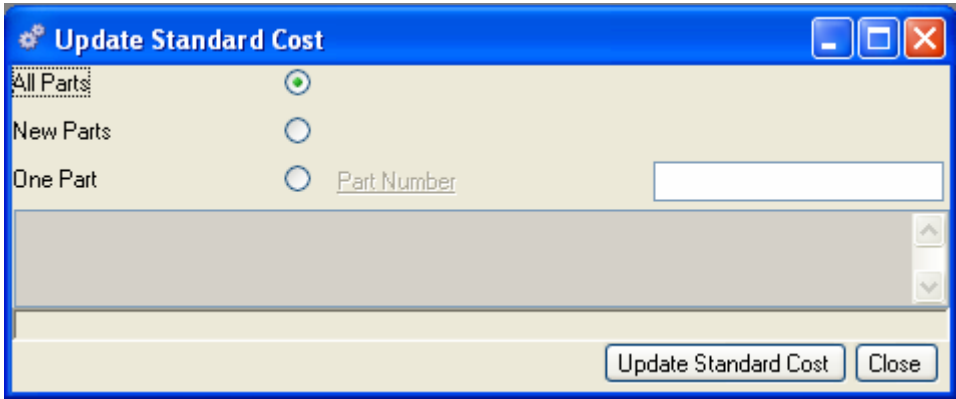 Update Standard Cost
All Parts
New Parts
One Part Part Number
Update Standard Cost Close